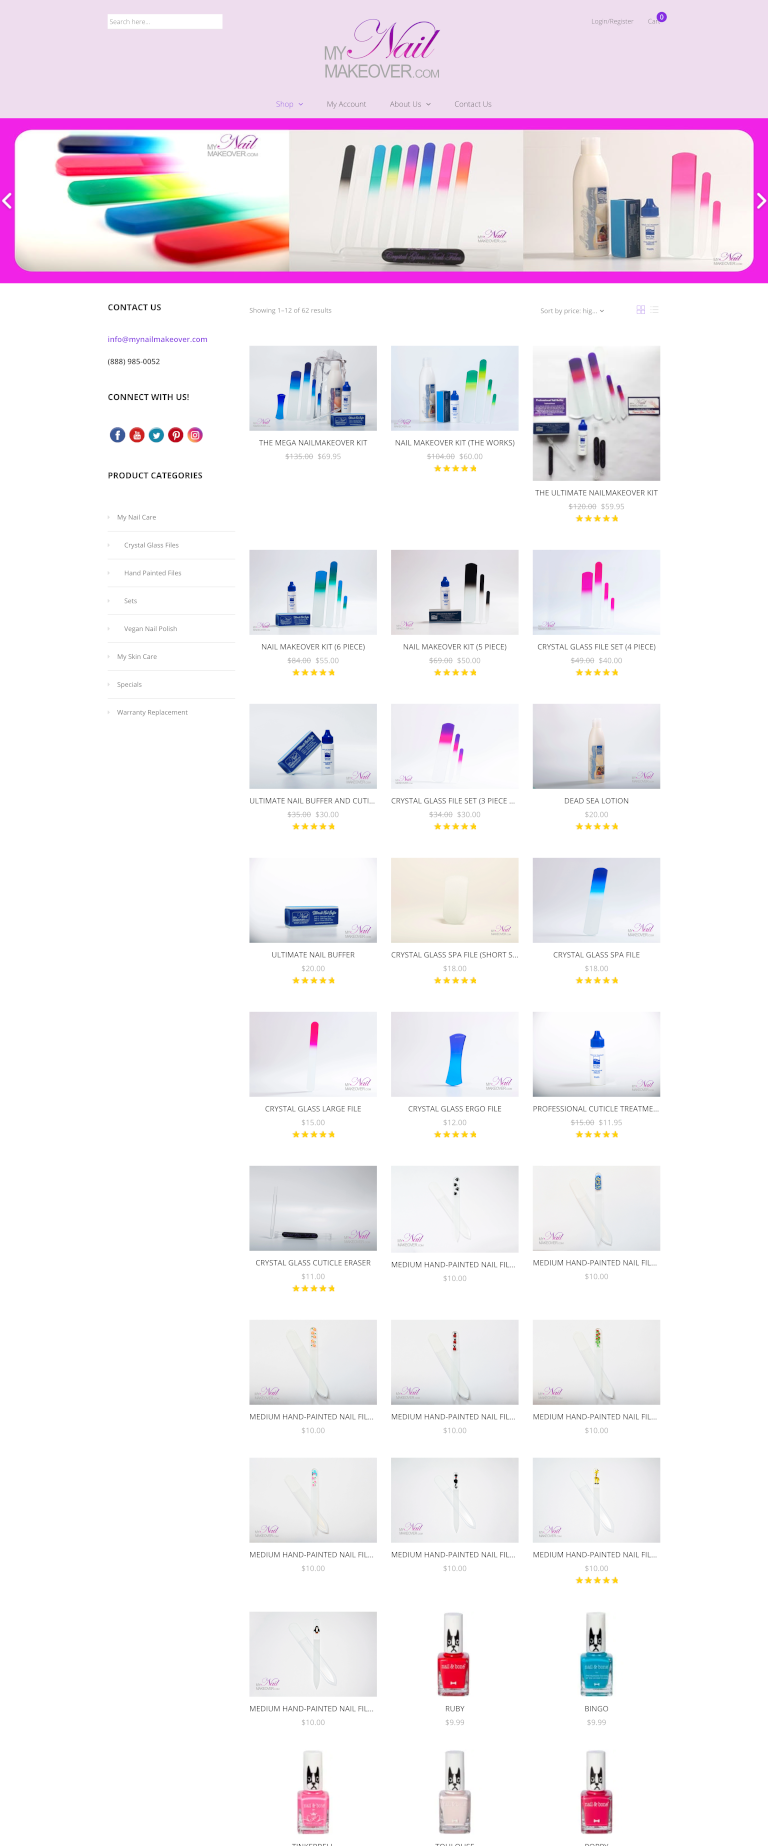 Search here...
Login/Register
Cart
0
MY Nail
MAKEOVER.COM
Shop
My Account
About Us
Contact Us
MY Nail
MAKEOVER.COM
CONTACT US
info@mynailmakeover.com
(888) 985-0052
CONNECT WITH US!
PRODUCT CATEGORIES
My Nail Care
Crystal Glass Files
Hand Painted Files
Sets
Vegan Nail Polish
My Skin Care
Specials
Warranty Replacement
Showing 1–12 of 62 results
Sort by price: hig...
THE MEGA NAILMAKEOVER KIT
$135.00 $69.95
NAIL MAKEOVER KIT (THE WORKS)
$104.00 $60.00
THE ULTIMATE NAILMAKEOVER KIT
$120.00 $59.95
NAIL MAKEOVER KIT (6 PIECE)
$84.00 $55.00
NAIL MAKEOVER KIT (5 PIECE)
$69.00 $50.00
CRYSTAL GLASS FILE SET (4 PIECE)
$49.00 $40.00
ULTIMATE NAIL BUFFER AND CUTI...
$35.00 $30.00
CRYSTAL GLASS FILE SET (3 PIECE ...
$34.00 $30.00
DEAD SEA LOTION
$20.00
ULTIMATE NAIL BUFFER
$20.00
CRYSTAL GLASS SPA FILE (SHORT S...
$18.00
CRYSTAL GLASS SPA FILE
$18.00
CRYSTAL GLASS LARGE FILE
$15.00
CRYSTAL GLASS ERGO FILE
$12.00
PROFESSIONAL CUTICLE TREATME...
$15.00 $11.95
CRYSTAL GLASS CUTICLE ERASER
$11.00
MEDIUM HAND-PAINTED NAIL FIL...
$10.00
MEDIUM HAND-PAINTED NAIL FIL...
$10.00
MEDIUM HAND-PAINTED NAIL FIL...
$10.00
MEDIUM HAND-PAINTED NAIL FIL...
$10.00
MEDIUM HAND-PAINTED NAIL FIL...
$10.00
MEDIUM HAND-PAINTED NAIL FIL...
$10.00
MEDIUM HAND-PAINTED NAIL FIL...
$10.00
MEDIUM HAND-PAINTED NAIL FIL...
$10.00
MEDIUM HAND-PAINTED NAIL FIL...
$10.00
RUBY
$9.99
BINGO
$9.99